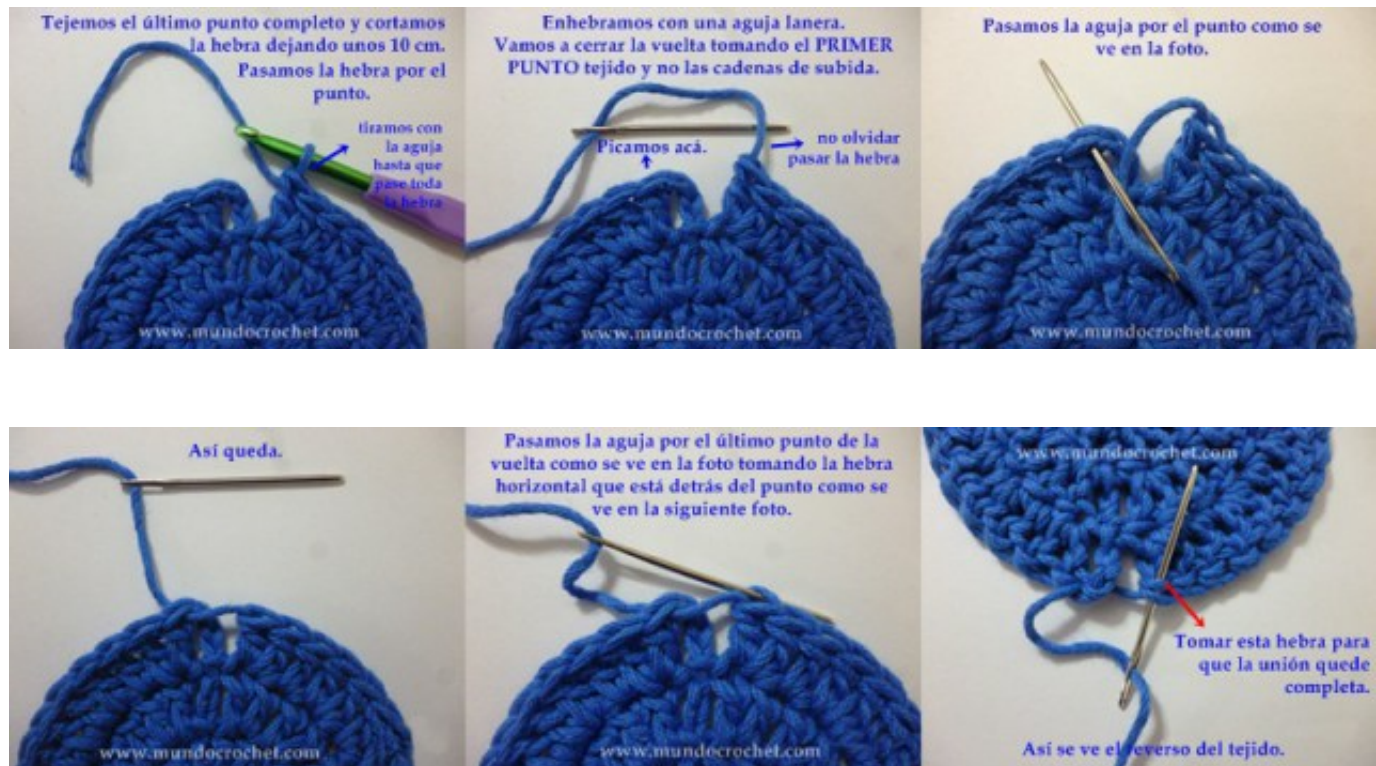 Tejemos el último punto completo y cortamos
la hebra dejando unos 10 cm.
Pasamos la hebra por el
punto.
tiramos con
la aguja
hasta que
pase toda
la hebra
www.mundocrochet.com
Enhebramos con una aguja lanera.
Vamos a cerrar la vuelta tomando el PRIMER
PUNTO tejido y no las cadenas de subida.
Picamos acá.
no olvidar
pasar la hebra
www.mundocrochet.com
Pasamos la aguja por el punto como se
ve en la foto.
www.mundocrochet.com
Así queda.
www.mundocrochet.com
Pasamos la aguja por el último punto de la
vuelta como se ve en la foto tomando la hebra
horizontal que está detrás del punto como se
ve en la siguiente foto.
www.mundocrochet.com
www.mundocrochet.com
Tomar esta hebra para
que la unión quede
completa.
Así se ve el reverso del tejido.